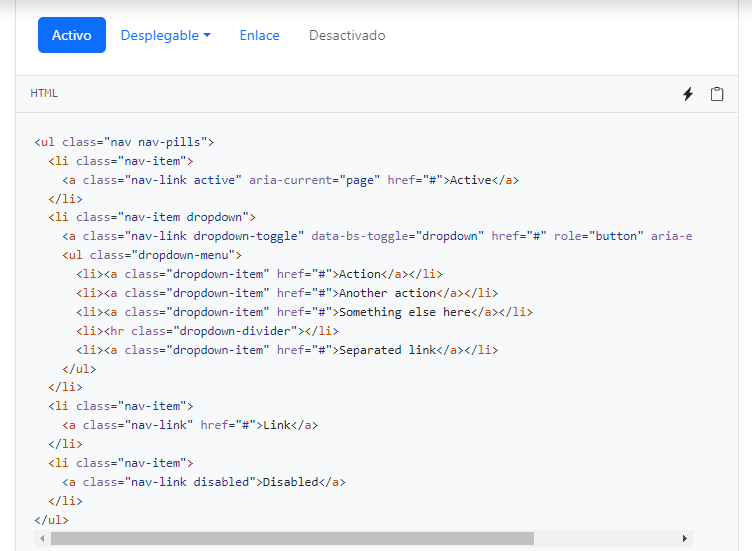 Activo Desplegable Enlace Desactivado
HTML
<ul class="nav nav-pills">
  <li class="nav-item">
    <a class="nav-link active" aria-current="page" href="#">Active</a>
  </li>
  <li class="nav-item dropdown">
    <a class="nav-link dropdown-toggle" data-bs-toggle="dropdown" href="#" role="button" aria-e
    <ul class="dropdown-menu">
      <li><a class="dropdown-item" href="#">Action</a></li>
      <li><a class="dropdown-item" href="#">Another action</a></li>
      <li><a class="dropdown-item" href="#">Something else here</a></li>
      <li><hr class="dropdown-divider"></li>
      <li><a class="dropdown-item" href="#">Separated link</a></li>
    </ul>
  </li>
  <li class="nav-item">
    <a class="nav-link" href="#">Link</a>
  </li>
  <li class="nav-item">
    <a class="nav-link disabled">Disabled</a>
  </li>
</ul>